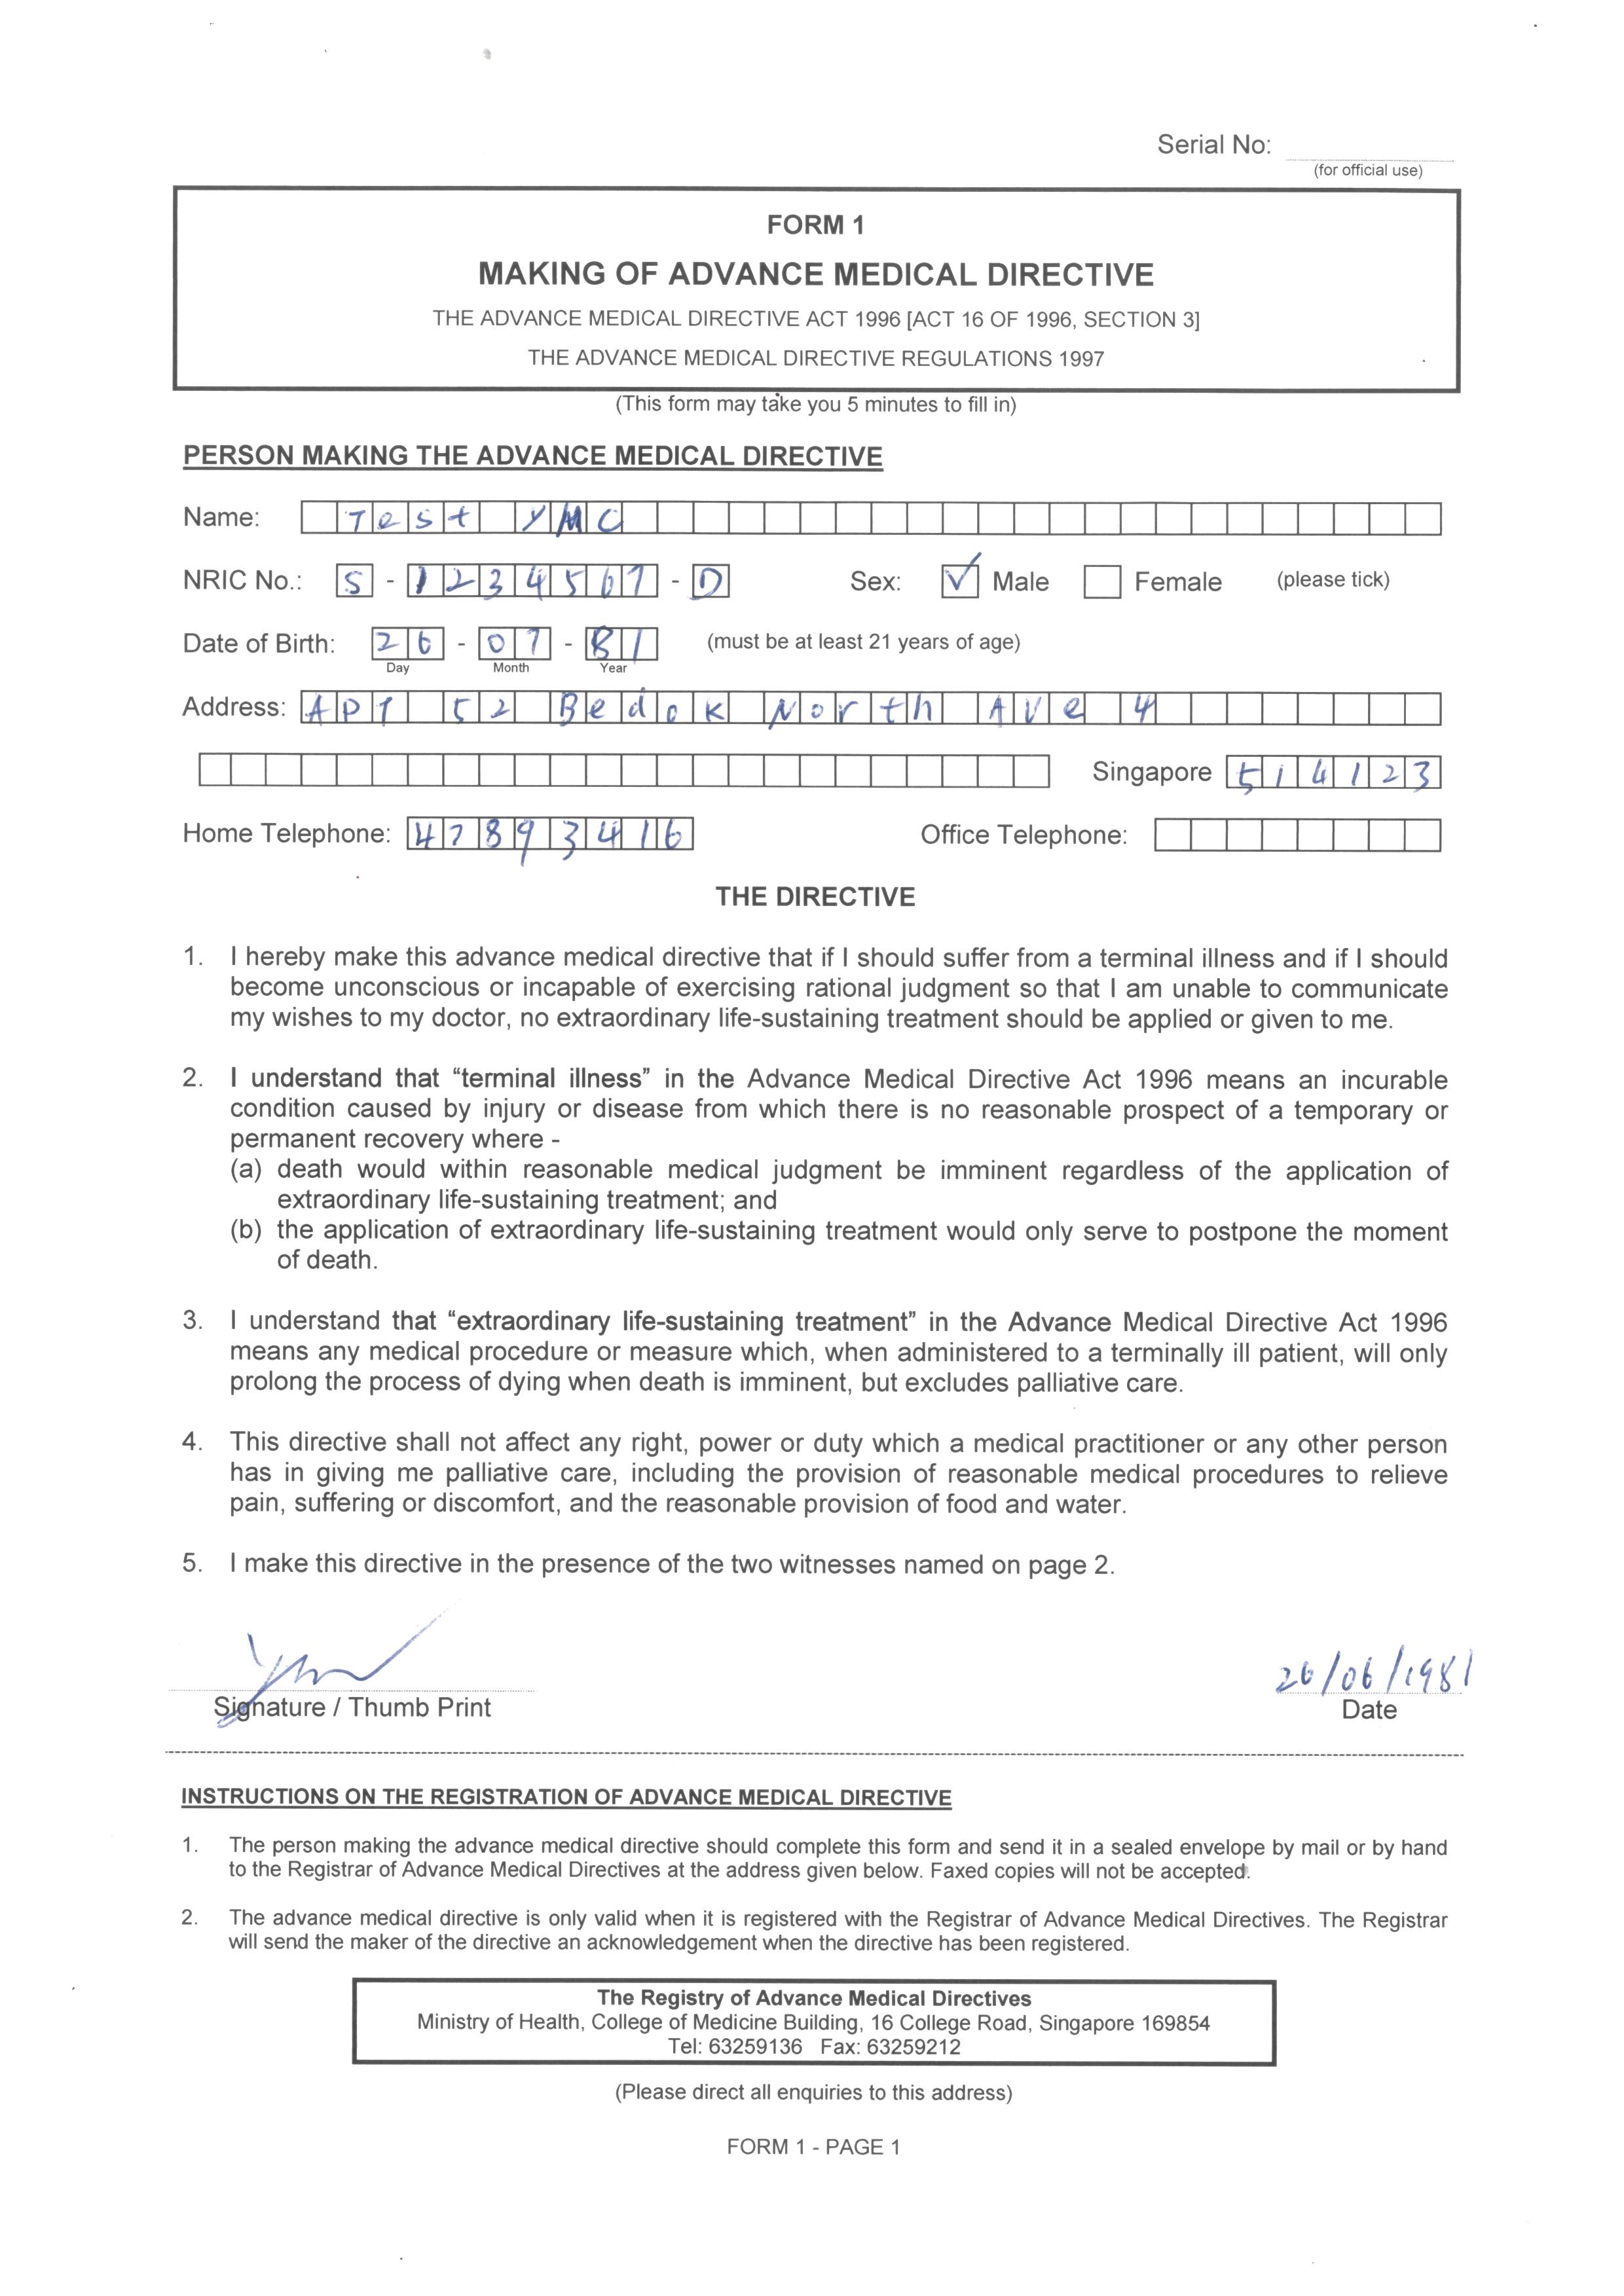 Serial No:
(for official use)
FORM 1
MAKING OF ADVANCE MEDICAL DIRECTIVE
THE ADVANCE MEDICAL DIRECTIVE ACT 1996 [ACT 16 OF 1996, SECTION 3]
THE ADVANCE MEDICAL DIRECTIVE REGULATIONS 1997
(This form may take you 5 minutes to fill in)
PERSON MAKING THE ADVANCE MEDICAL DIRECTIVE
Name: Test YMC
NRIC No.: S - 1234567 - D Sex: ✓ Male Female (please tick)
Date of Birth: 26 - 07 - 81 (must be at least 21 years of age)
Day Month Year
Address: APT 52 Bedok North Ave 4
Singapore 514123
Home Telephone: 47893416 Office Telephone:
THE DIRECTIVE
1. I hereby make this advance medical directive that if I should suffer from a terminal illness and if I should
become unconscious or incapable of exercising rational judgment so that I am unable to communicate
my wishes to my doctor, no extraordinary life-sustaining treatment should be applied or given to me.
2. I understand that “terminal illness” in the Advance Medical Directive Act 1996 means an incurable
condition caused by injury or disease from which there is no reasonable prospect of a temporary or
permanent recovery where -
(a) death would within reasonable medical judgment be imminent regardless of the application of
extraordinary life-sustaining treatment; and
(b) the application of extraordinary life-sustaining treatment would only serve to postpone the moment
of death.
3. I understand that “extraordinary life-sustaining treatment” in the Advance Medical Directive Act 1996
means any medical procedure or measure which, when administered to a terminally ill patient, will only
prolong the process of dying when death is imminent, but excludes palliative care.
4. This directive shall not affect any right, power or duty which a medical practitioner or any other person
has in giving me palliative care, including the provision of reasonable medical procedures to relieve
pain, suffering or discomfort, and the reasonable provision of food and water.
5. I make this directive in the presence of the two witnesses named on page 2.
26/06/1981
Signature / Thumb Print Date
INSTRUCTIONS ON THE REGISTRATION OF ADVANCE MEDICAL DIRECTIVE
1. The person making the advance medical directive should complete this form and send it in a sealed envelope by mail or by hand
to the Registrar of Advance Medical Directives at the address given below. Faxed copies will not be accepted.
2. The advance medical directive is only valid when it is registered with the Registrar of Advance Medical Directives. The Registrar
will send the maker of the directive an acknowledgement when the directive has been registered.
The Registry of Advance Medical Directives
Ministry of Health, College of Medicine Building, 16 College Road, Singapore 169854
Tel: 63259136 Fax: 63259212
(Please direct all enquiries to this address)
FORM 1 - PAGE 1